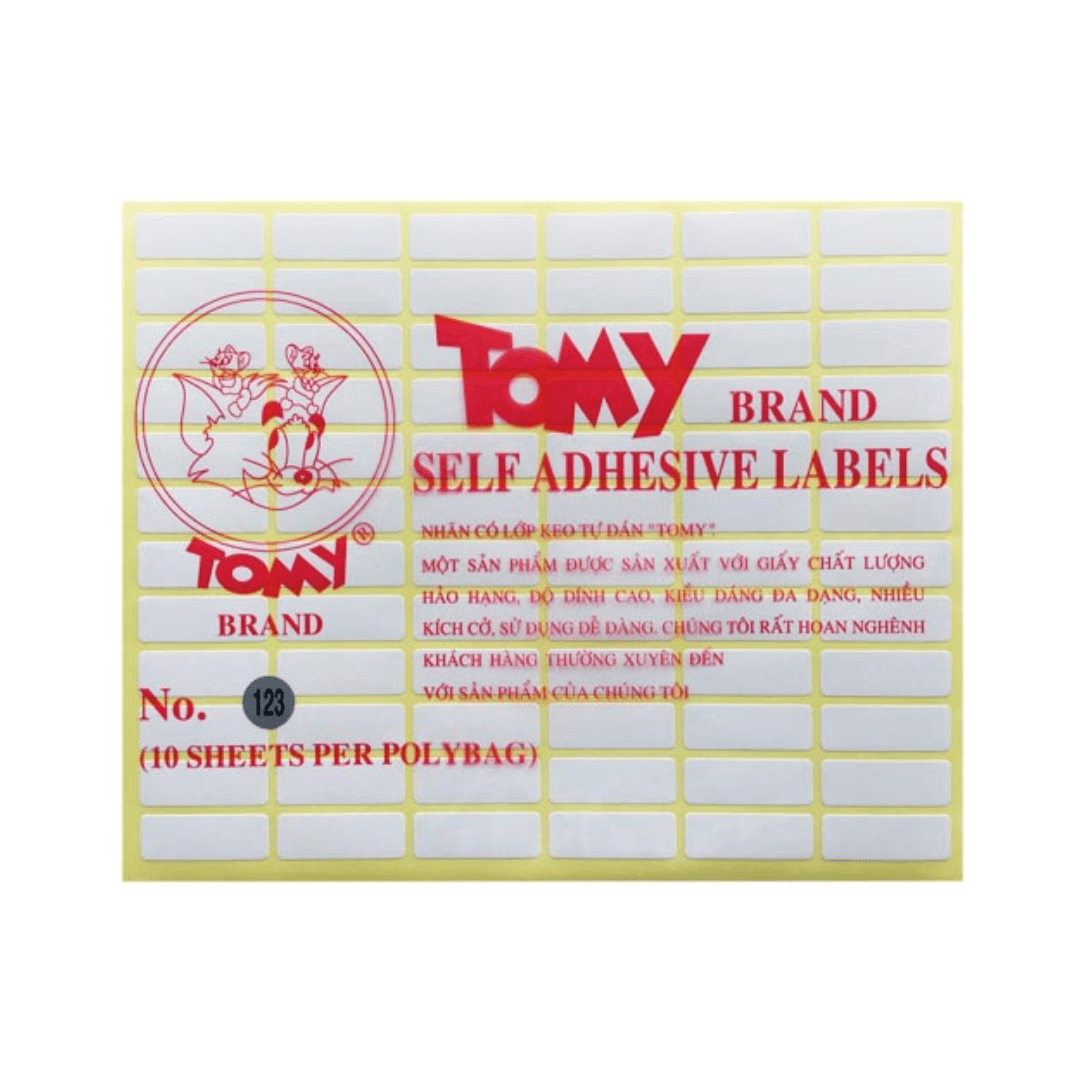 TOMY BRAND
SELF ADHESIVE LABELS
NHÃN CÓ LỚP KEO TỰ DÁN "TOMY".
MỘT SẢN PHẨM ĐƯỢC SẢN XUẤT VỚI GIẤY CHẤT LƯỢNG
HẢO HẠNG, ĐỘ DÍNH CAO, KIỂU DÁNG ĐA DẠNG, NHIỀU
KÍCH CỠ, SỬ DỤNG DỄ DÀNG. CHÚNG TÔI RẤT HOAN NGHÊNH
KHÁCH HÀNG THƯỜNG XUYÊN ĐẾN
VỚI SẢN PHẨM CỦA CHÚNG TÔI
TOMY ®
BRAND
No. 123
(10 SHEETS PER POLYBAG)